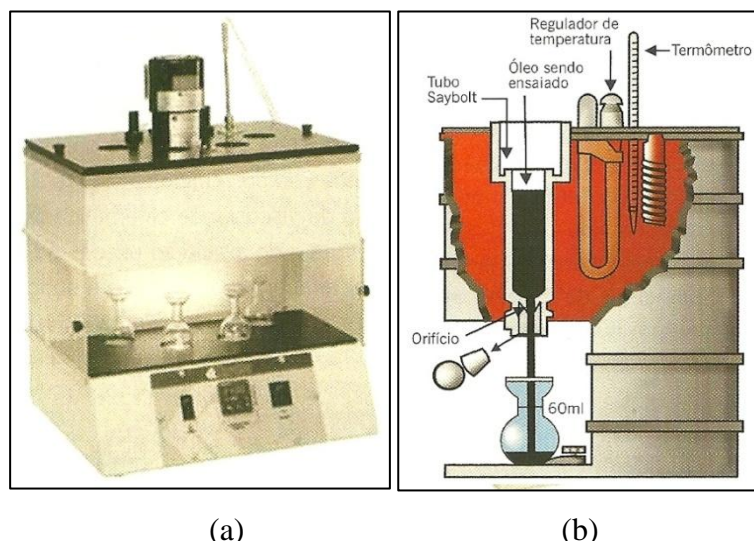 Regulador de
temperatura
Termômetro
Óleo sendo
ensaiado
Tubo
Saybolt
Orifício
60ml
(a)
(b)